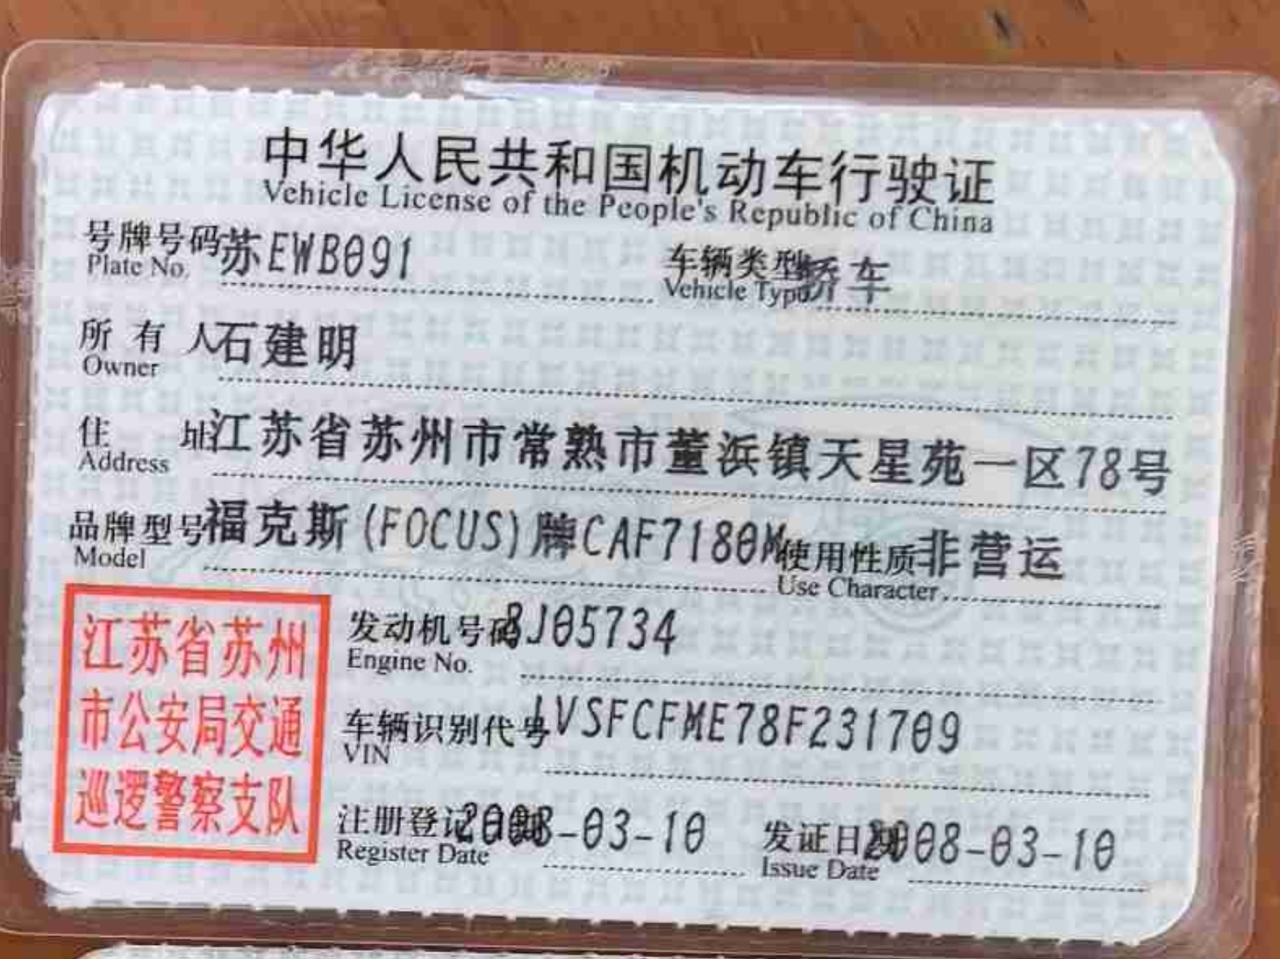 中华人民共和国机动车行驶证
Vehicle License of the People's Republic of China
号牌号码 苏EWB091 车辆类型 轿车
Plate No. Vehicle Type
所有人 石建明
Owner
住址 江苏省苏州市常熟市董浜镇天星苑一区78号
Address
品牌型号 福克斯(FOCUS)牌CAF7180M 使用性质 非营运
Model Use Character
江苏省苏州
市公安局交通
巡逻警察支队
发动机号码 8J05734
Engine No.
车辆识别代号 LVSFCFME78F231709
VIN
注册登记日期 2008-03-10 发证日期 2008-03-10
Register Date Issue Date